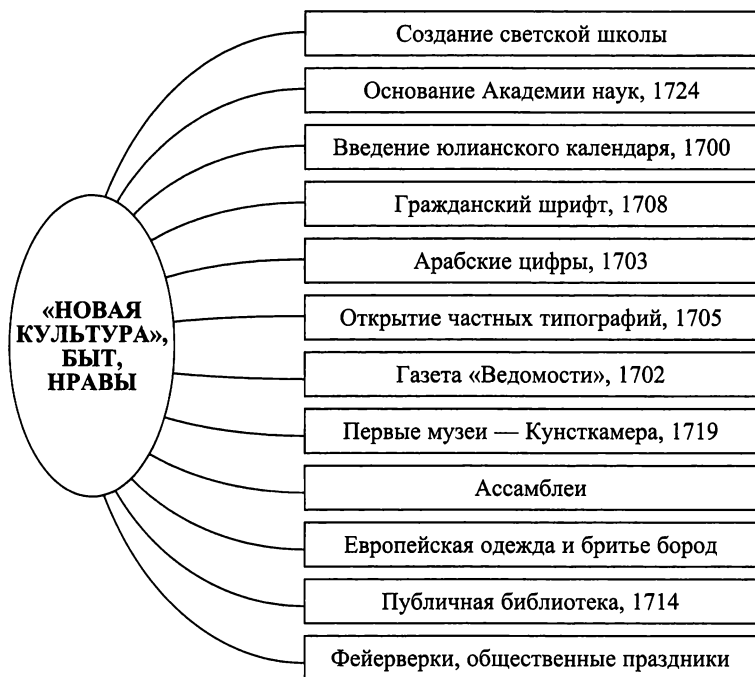 Создание светской школы
Основание Академии наук, 1724
Введение юлианского календаря, 1700
Гражданский шрифт, 1708
Арабские цифры, 1703
«НОВАЯ
КУЛЬТУРА»,
БЫТ,
НРАВЫ
Открытие частных типографий, 1705
Газета «Ведомости», 1702
Первые музеи — Кунсткамера, 1719
Ассамблеи
Европейская одежда и бритье бород
Публичная библиотека, 1714
Фейерверки, общественные праздники